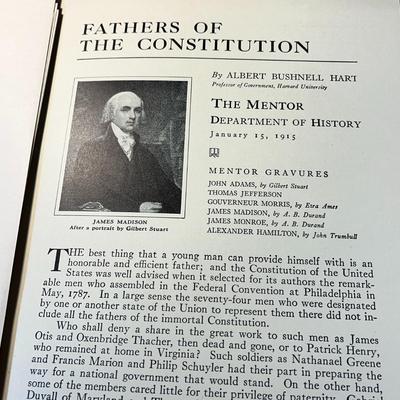 FATHERS OF
THE CONSTITUTION
By ALBERT BUSHNELL HART
Professor of Government, Harvard University
THE MENTOR
DEPARTMENT OF HISTORY
January 15, 1915
MENTOR GRAVURES
JOHN ADAMS, by Gilbert Stuart
THOMAS JEFFERSON
GOUVERNEUR MORRIS, by Ezra Ames
JAMES MADISON, by A. B. Durand
JAMES MONROE, by A. B. Durand
ALEXANDER HAMILTON, by John Trumbull
JAMES MADISON
After a portrait by Gilbert Stuart
THE best thing that a young man can provide himself with is an
honorable and efficient father; and the Constitution of the United
States was well advised when it selected for its authors the remark-
able men who assembled in the Federal Convention at Philadelphia in
May, 1787. In a large sense the seventy-four men who were designated
by one or another state of the Union to represent them there did not in-
clude all the fathers of the immortal Constitution.
Who shall deny a share in the great work to such men as James
Otis and Oxenbridge Thacher, then dead and gone, or to Patrick Henry,
who remained at home in Virginia? Such soldiers as Nathanael Greene
and Francis Marion and Philip Schuyler had their part in preparing the
way for a national government that would stand. On the other hand,
some of the members cared little for their privilege of paternity. Gabriel
Duvall of Maryland